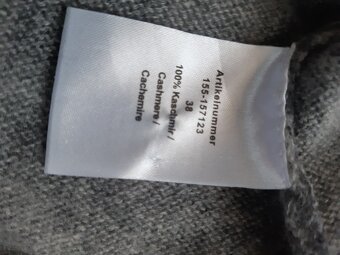 Artikelnummer
155-157123
38
100% Kaschmir/
Cashmere/
Cachemire